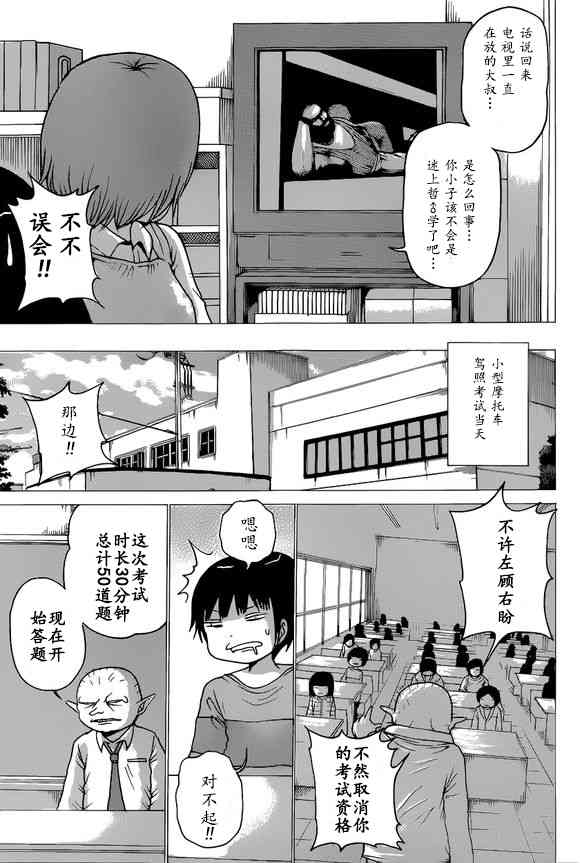 话说回来
电视里一直
在放的大叔…
是怎么回事…
你小子该不会是
迷上哲♂学了吧…
不不
误会!!
小型摩托车
驾照考试当天
那边!!
不许左顾右盼
不然取消你
的考试资格
嗯嗯
对不起!!
这次考试
时长30分钟
总计50道题
现在开
始答题